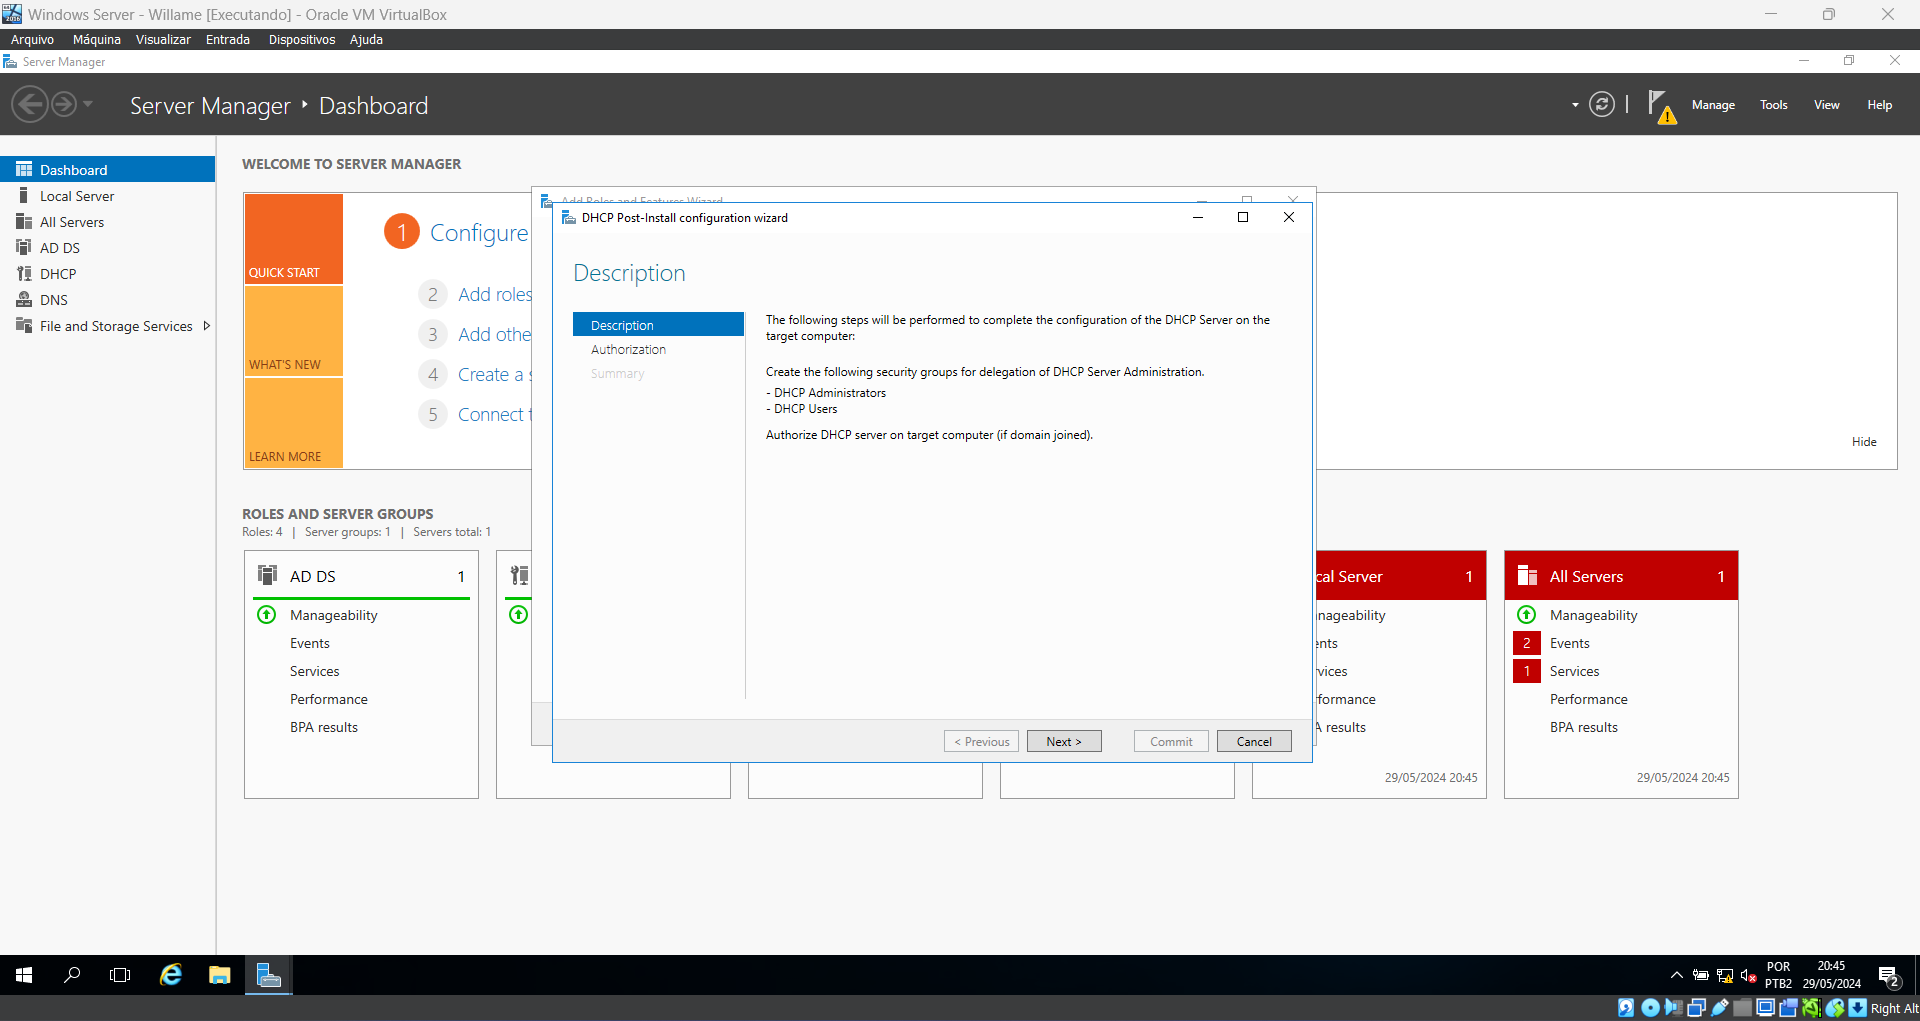 Windows Server - Willame [Executando] - Oracle VM VirtualBox
Arquivo Máquina Visualizar Entrada Dispositivos Ajuda
Server Manager
Server Manager Dashboard
Manage Tools View Help
Dashboard
Local Server
All Servers
AD DS
DHCP
DNS
File and Storage Services
WELCOME TO SERVER MANAGER
QUICK START
WHAT'S NEW
LEARN MORE
1 Configure
2 Add roles
3 Add othe
4 Create a s
5 Connect t
Hide
Add Roles and Features Wizard
DHCP Post-Install configuration wizard
Description
Description
Authorization
Summary
The following steps will be performed to complete the configuration of the DHCP Server on the
target computer:
Create the following security groups for delegation of DHCP Server Administration.
- DHCP Administrators
- DHCP Users
Authorize DHCP server on target computer (if domain joined).
< Previous Next > Commit Cancel
ROLES AND SERVER GROUPS
Roles: 4 | Server groups: 1 | Servers total: 1
AD DS 1
Manageability
Events
Services
Performance
BPA results
cal Server 1
nageability
ents
vices
formance
A results
29/05/2024 20:45
All Servers 1
Manageability
2 Events
1 Services
Performance
BPA results
29/05/2024 20:45
POR
PTB2
20:45
29/05/2024
2
Right Alt